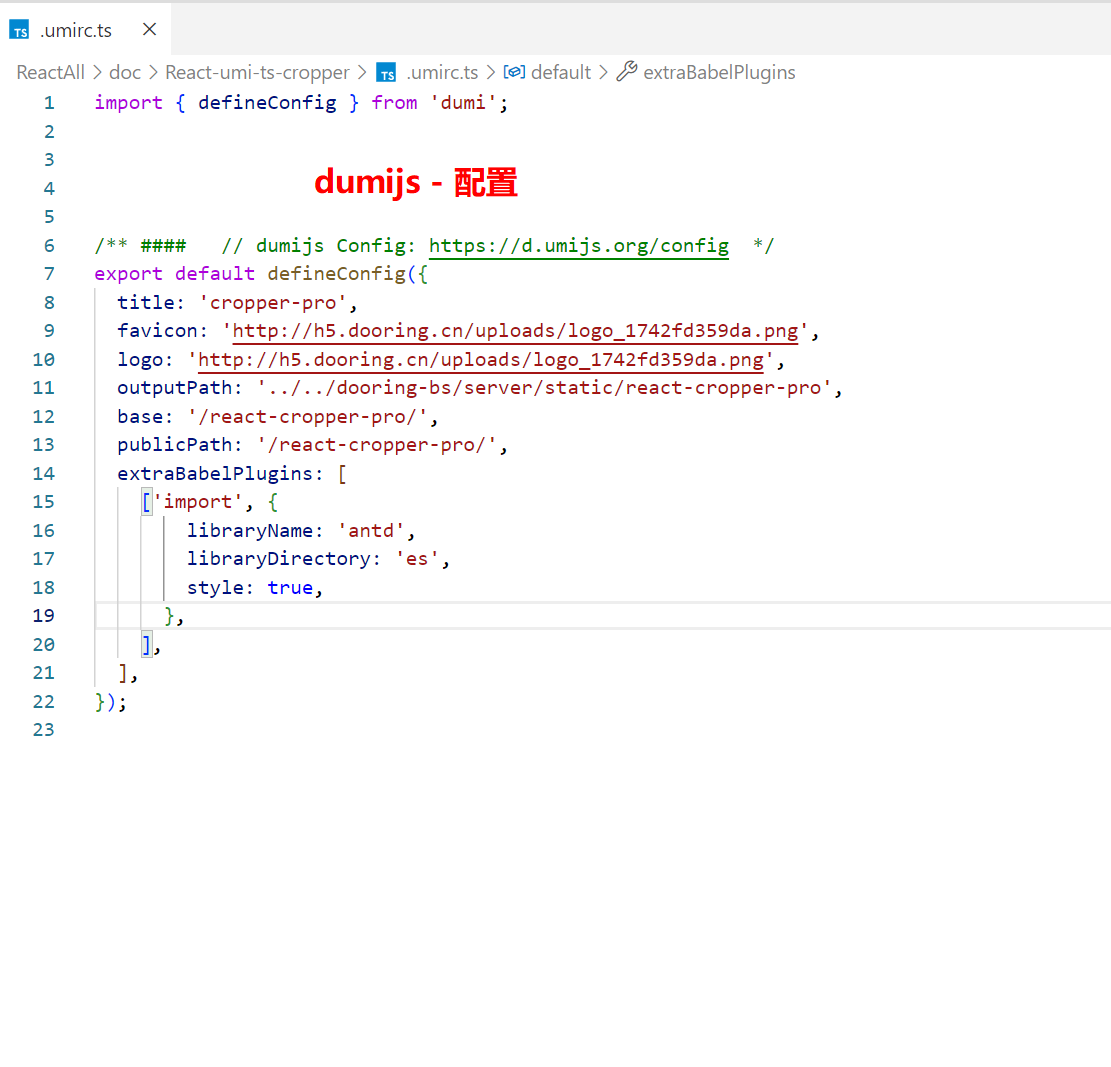 .umirc.ts
ReactAll > doc > React-umi-ts-cropper > TS .umirc.ts > default > extraBabelPlugins
1 import { defineConfig } from 'dumi';
2
3
dumijs - 配置
4
5
6 /** #### // dumijs Config: https://d.umijs.org/config */
7 export default defineConfig({
8 title: 'cropper-pro',
9 favicon: 'http://h5.dooring.cn/uploads/logo_1742fd359da.png',
10 logo: 'http://h5.dooring.cn/uploads/logo_1742fd359da.png',
11 outputPath: '../../dooring-bs/server/static/react-cropper-pro',
12 base: '/react-cropper-pro/',
13 publicPath: '/react-cropper-pro/',
14 extraBabelPlugins: [
15 ['import', {
16 libraryName: 'antd',
17 libraryDirectory: 'es',
18 style: true,
19 },
20 ],
21 ],
22 });
23